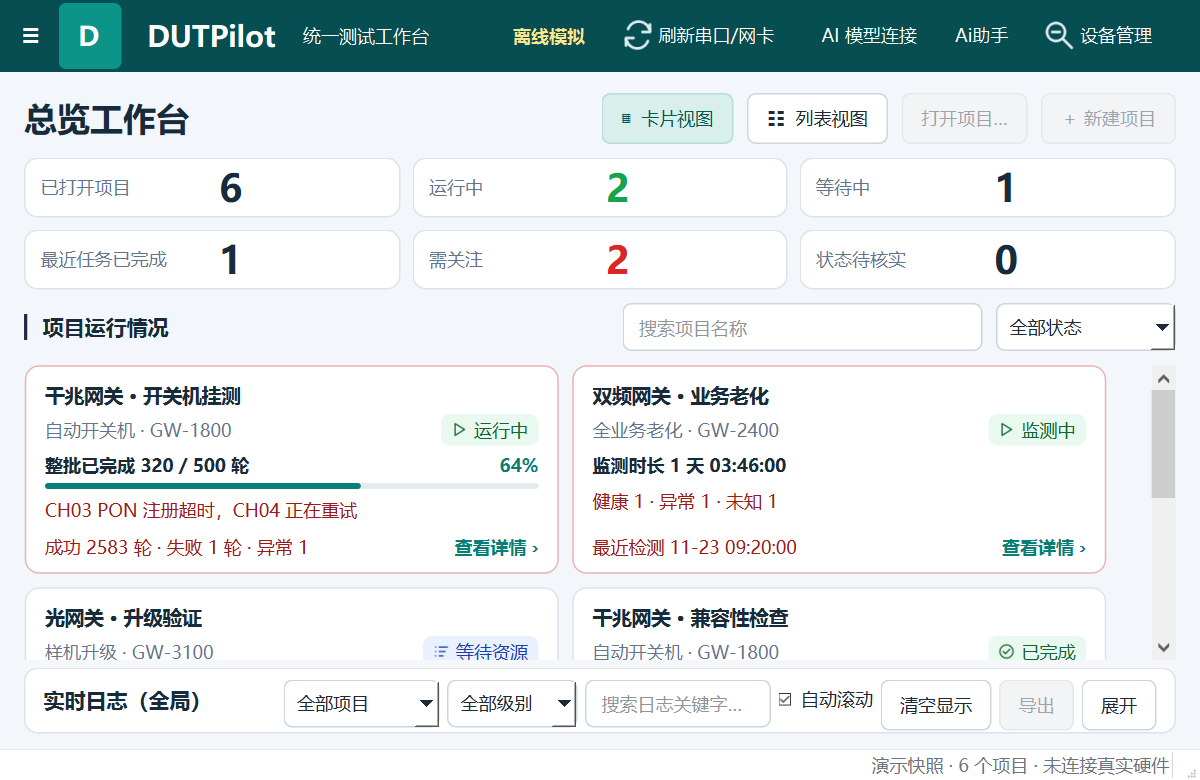 D DUTPilot 统一测试工作台 离线模拟 刷新串口/网卡 AI 模型连接 Ai助手 设备管理
总览工作台 卡片视图 列表视图 打开项目... + 新建项目
已打开项目 6 运行中 2 等待中 1
最近任务已完成 1 需关注 2 状态待核实 0
项目运行情况 搜索项目名称 全部状态
千兆网关 · 开关机挂测
自动开关机 · GW-1800 运行中
整批已完成 320 / 500 轮 64%
CH03 PON 注册超时，CH04 正在重试
成功 2583 轮 · 失败 1 轮 · 异常 1 查看详情 ›
双频网关 · 业务老化
全业务老化 · GW-2400 监测中
监测时长 1 天 03:46:00
健康 1 · 异常 1 · 未知 1
最近检测 11-23 09:20:00 查看详情 ›
光网关 · 升级验证
样机升级 · GW-3100 等待资源
千兆网关 · 兼容性检查
自动开关机 · GW-1800 已完成
实时日志（全局） 全部项目 全部级别 搜索日志关键字... 自动滚动 清空显示 导出 展开
演示快照 · 6 个项目 · 未连接真实硬件